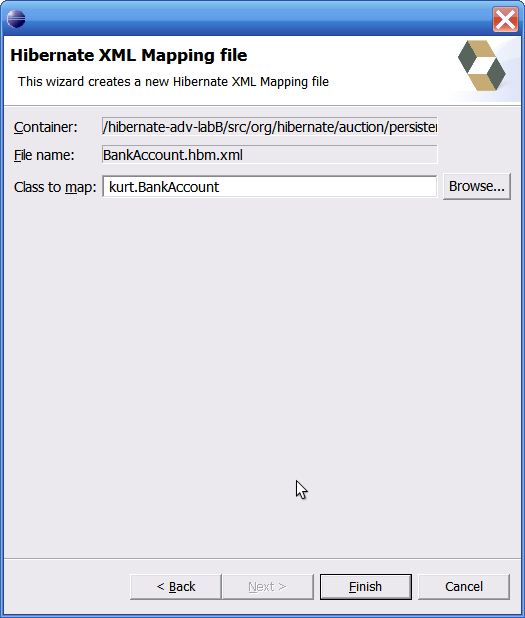 Hibernate XML Mapping file
This wizard creates a new Hibernate XML Mapping file
Container: /hibernate-adv-labB/src/org/hibernate/auction/persister
File name: BankAccount.hbm.xml
Class to map: kurt.BankAccount Browse...
< Back Next > Finish Cancel